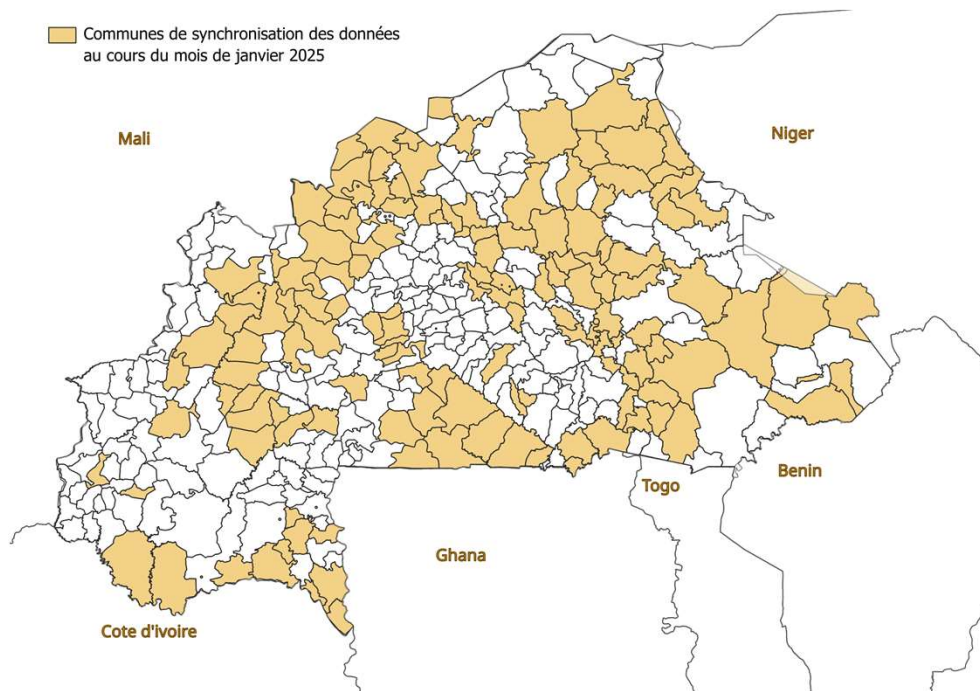 Communes de synchronisation des données
au cours du mois de janvier 2025
Mali
Niger
Togo
Benin
Ghana
Cote d'ivoire